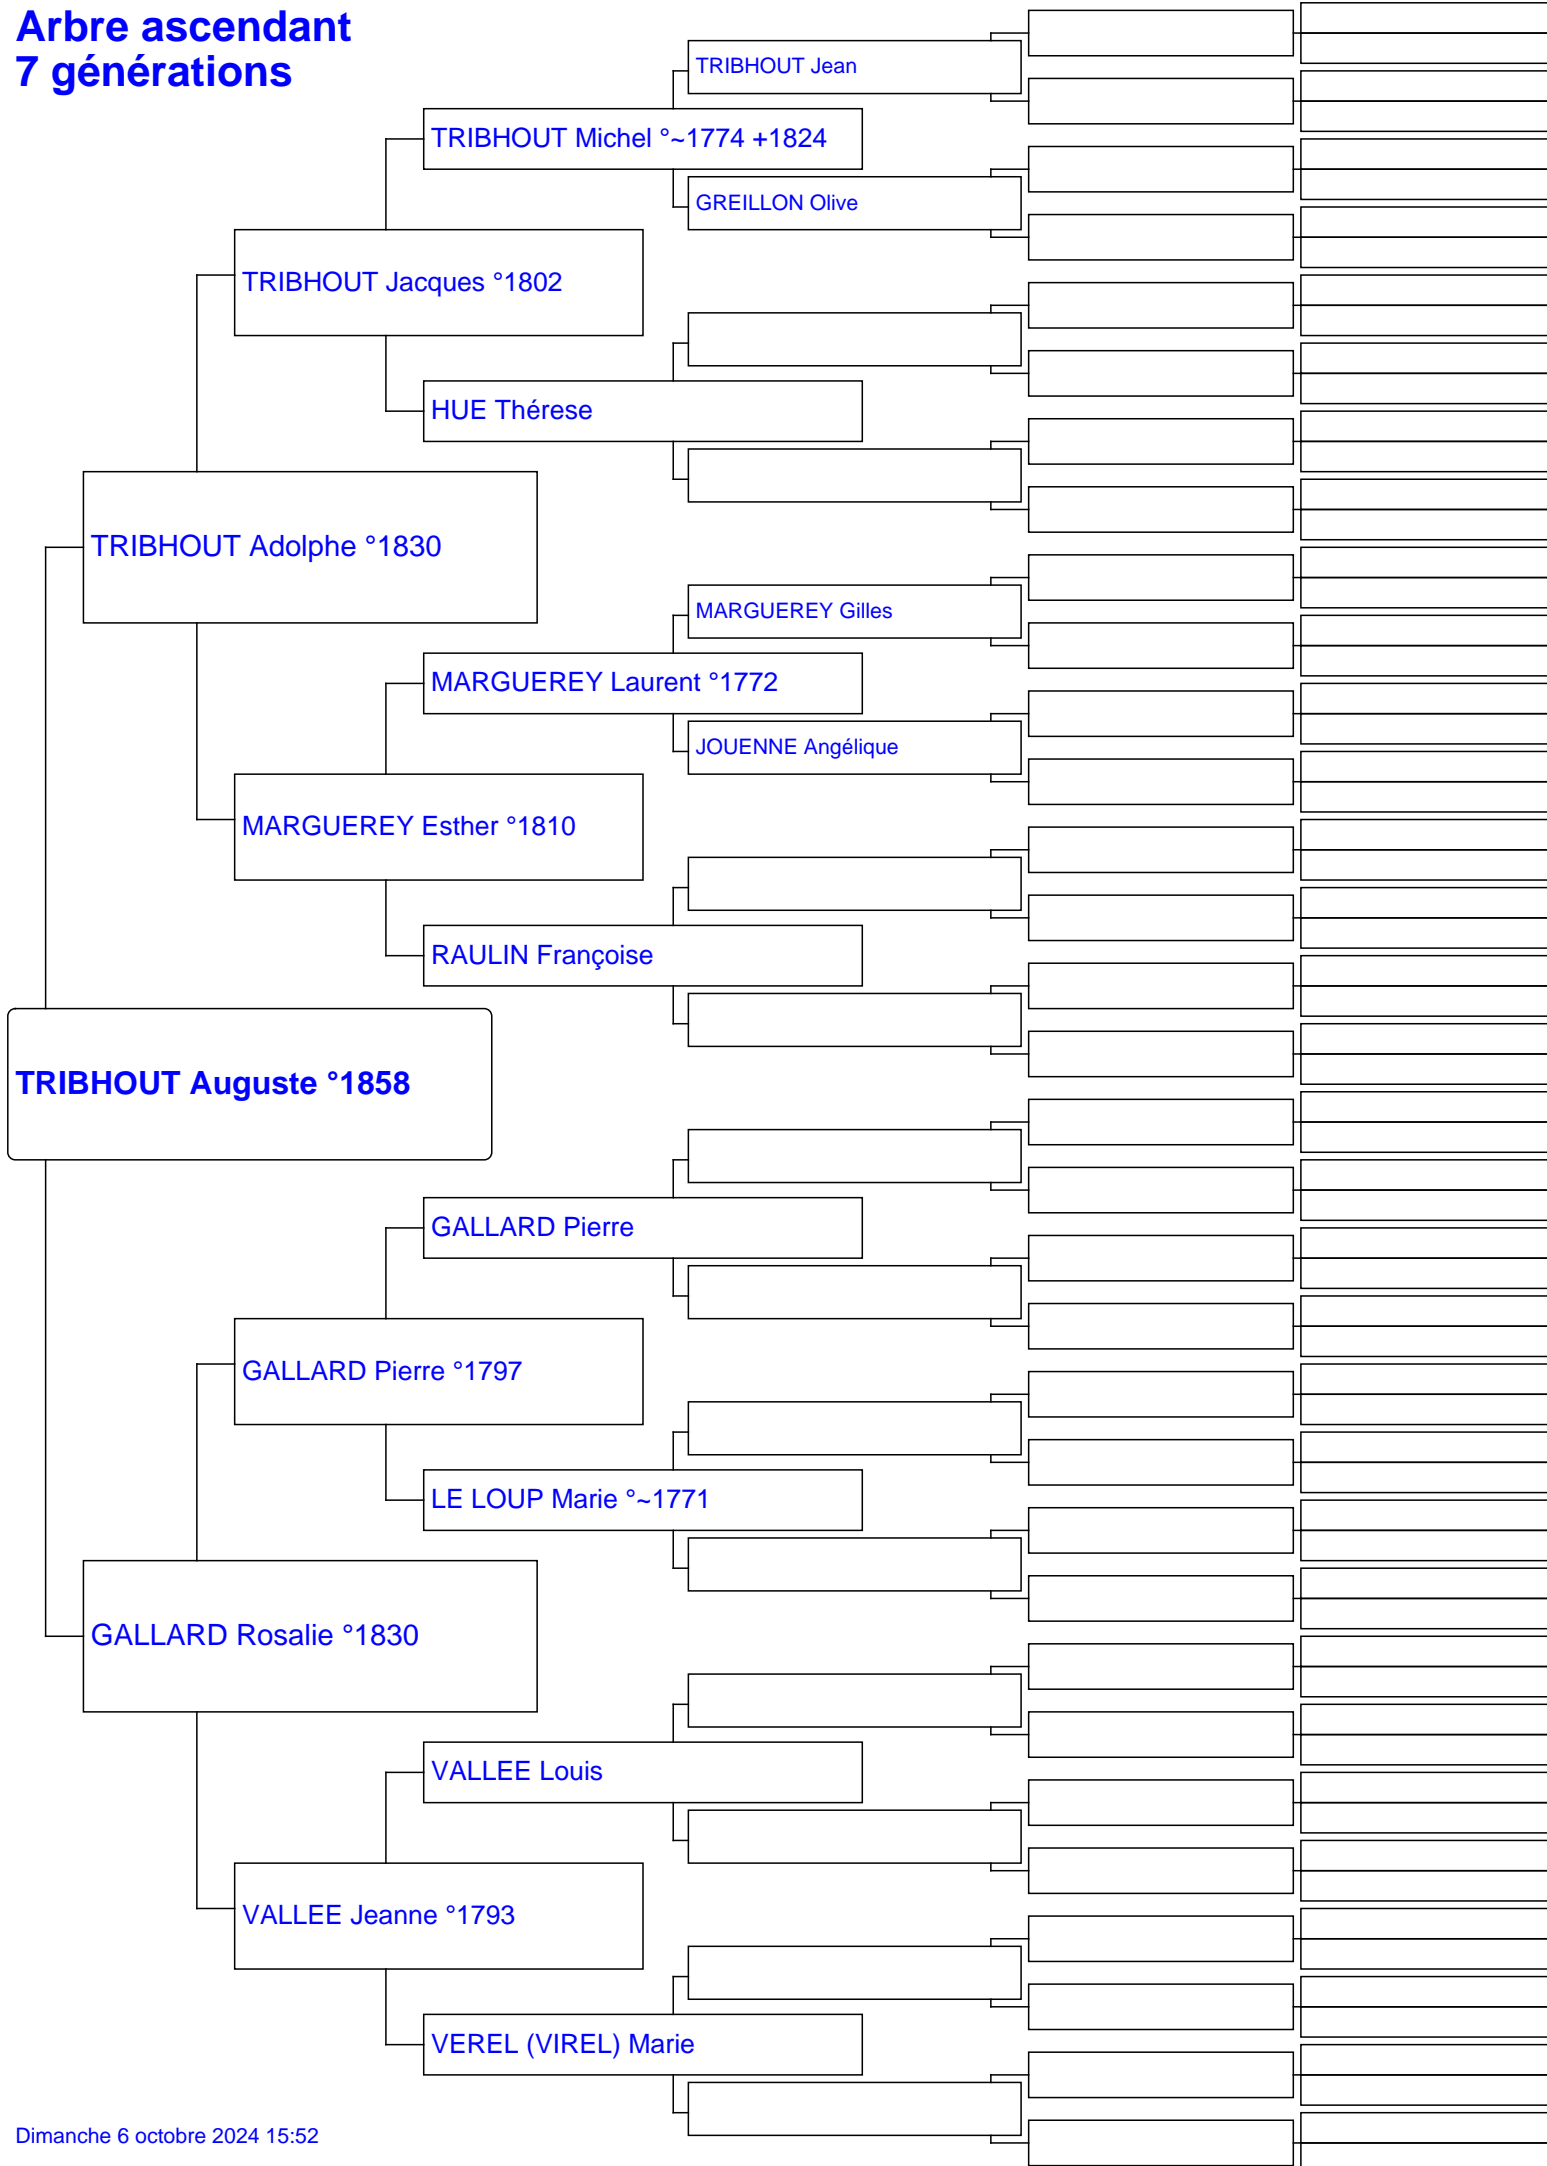 Arbre ascendant
7 générations
TRIBHOUT Jean
TRIBHOUT Michel °~1774 +1824
GREILLON Olive
TRIBHOUT Jacques °1802
HUE Thérese
TRIBHOUT Adolphe °1830
MARGUEREY Gilles
MARGUEREY Laurent °1772
JOUENNE Angélique
MARGUEREY Esther °1810
RAULIN Françoise
TRIBHOUT Auguste °1858
GALLARD Pierre
GALLARD Pierre °1797
LE LOUP Marie °~1771
GALLARD Rosalie °1830
VALLEE Louis
VALLEE Jeanne °1793
VEREL (VIREL) Marie
Dimanche 6 octobre 2024 15:52